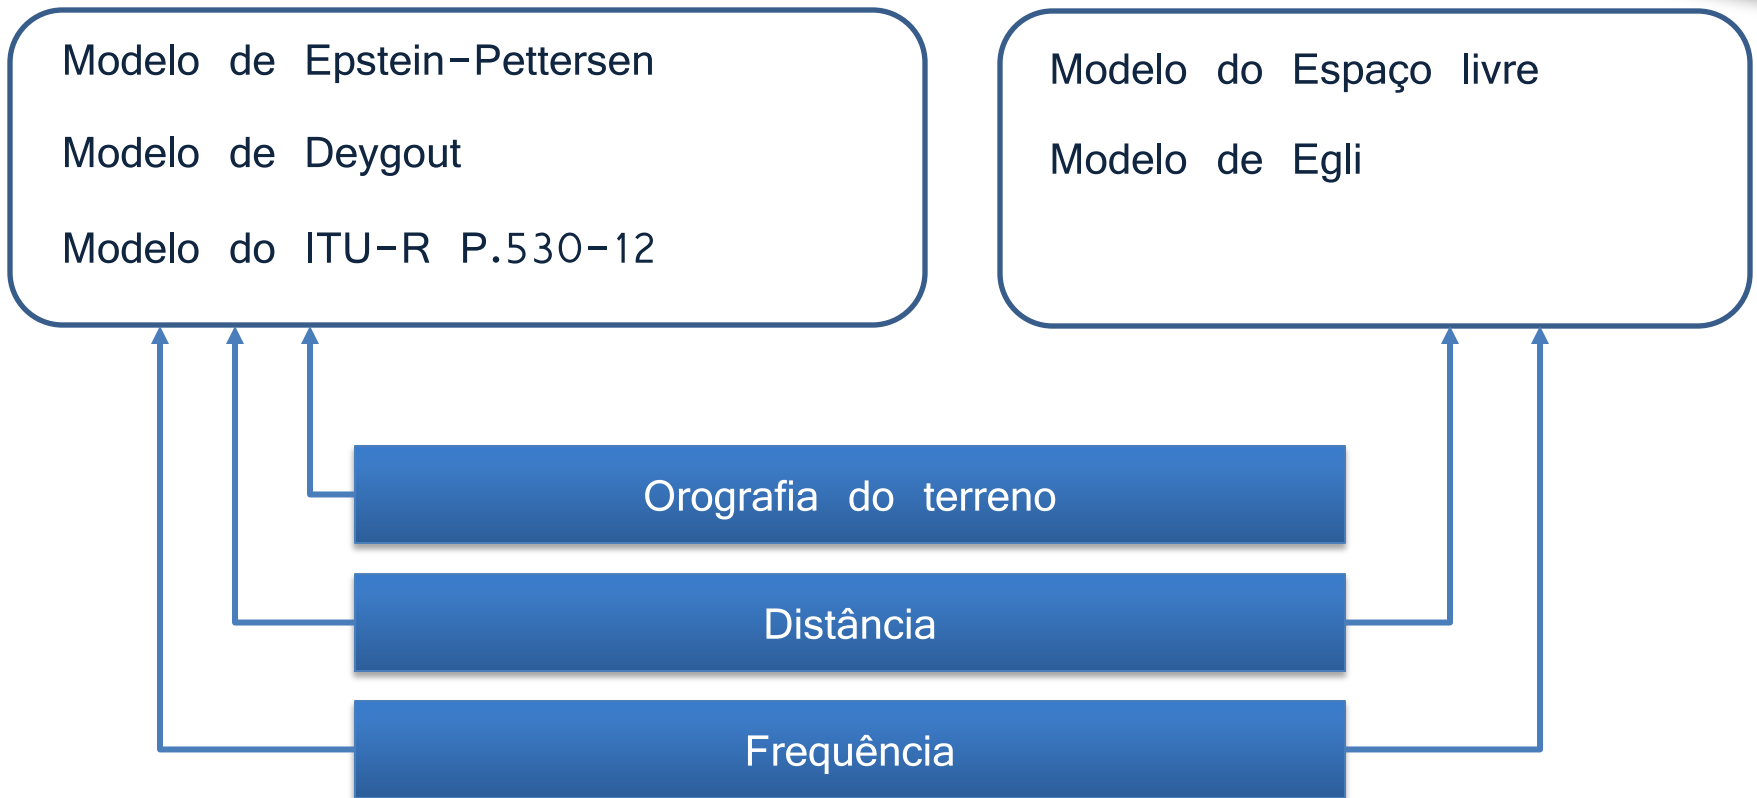 Modelo de Epstein-Pettersen
Modelo de Deygout
Modelo do ITU-R P.530-12
Modelo do Espaço livre
Modelo de Egli
Orografia do terreno
Distância
Frequência